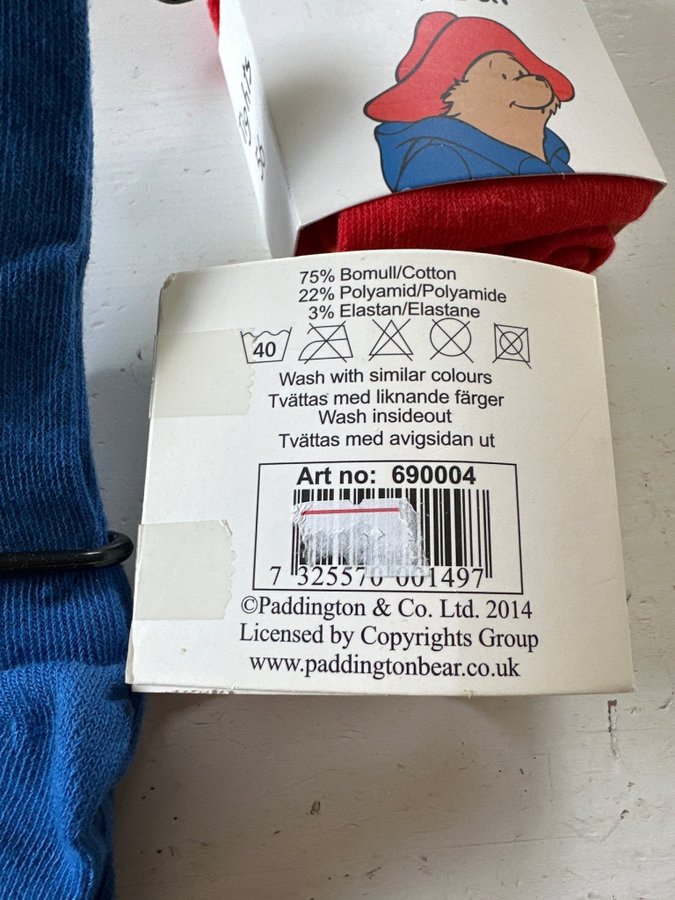 75% Bomull/Cotton
22% Polyamid/Polyamide
3% Elastan/Elastane
40
Wash with similar colours
Tvättas med liknande färger
Wash insideout
Tvättas med avigsidan ut
Art no: 690004
7 325570 001497
©Paddington & Co. Ltd. 2014
Licensed by Copyrights Group
www.paddingtonbear.co.uk